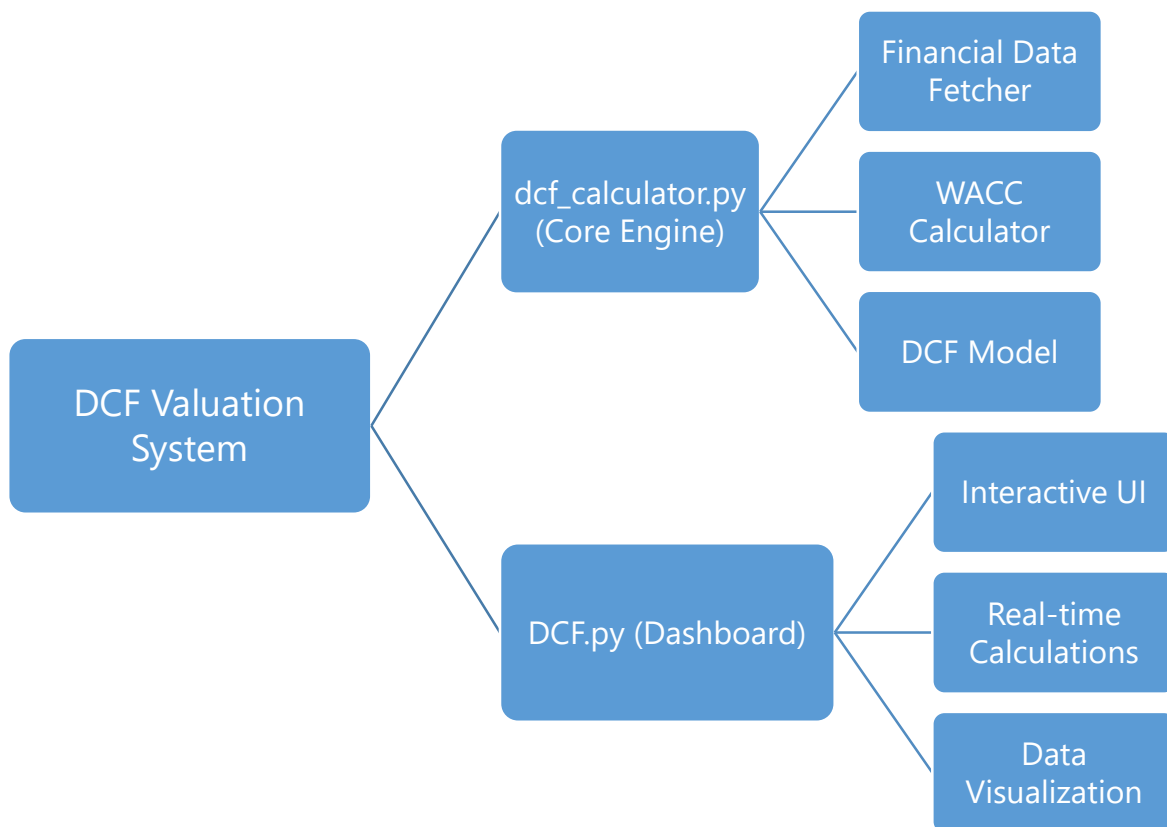 DCF Valuation
System
dcf_calculator.py
(Core Engine)
Financial Data
Fetcher
WACC
Calculator
DCF Model
DCF.py (Dashboard)
Interactive UI
Real-time
Calculations
Data
Visualization